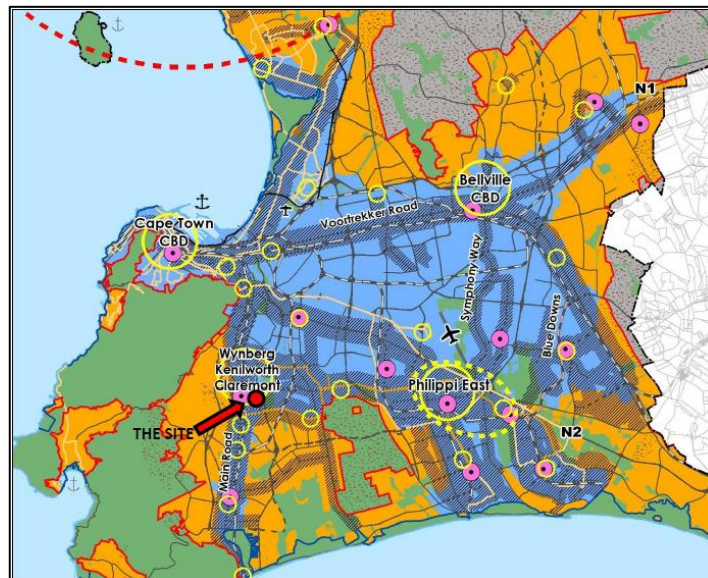 N1
Bellville
CBD
Voortrekker Road
Cape Town
CBD
Symphony Way
Blue Downs
Wynberg
Kenilworth
Claremont
Philippi East
THE SITE
Main Road
N2